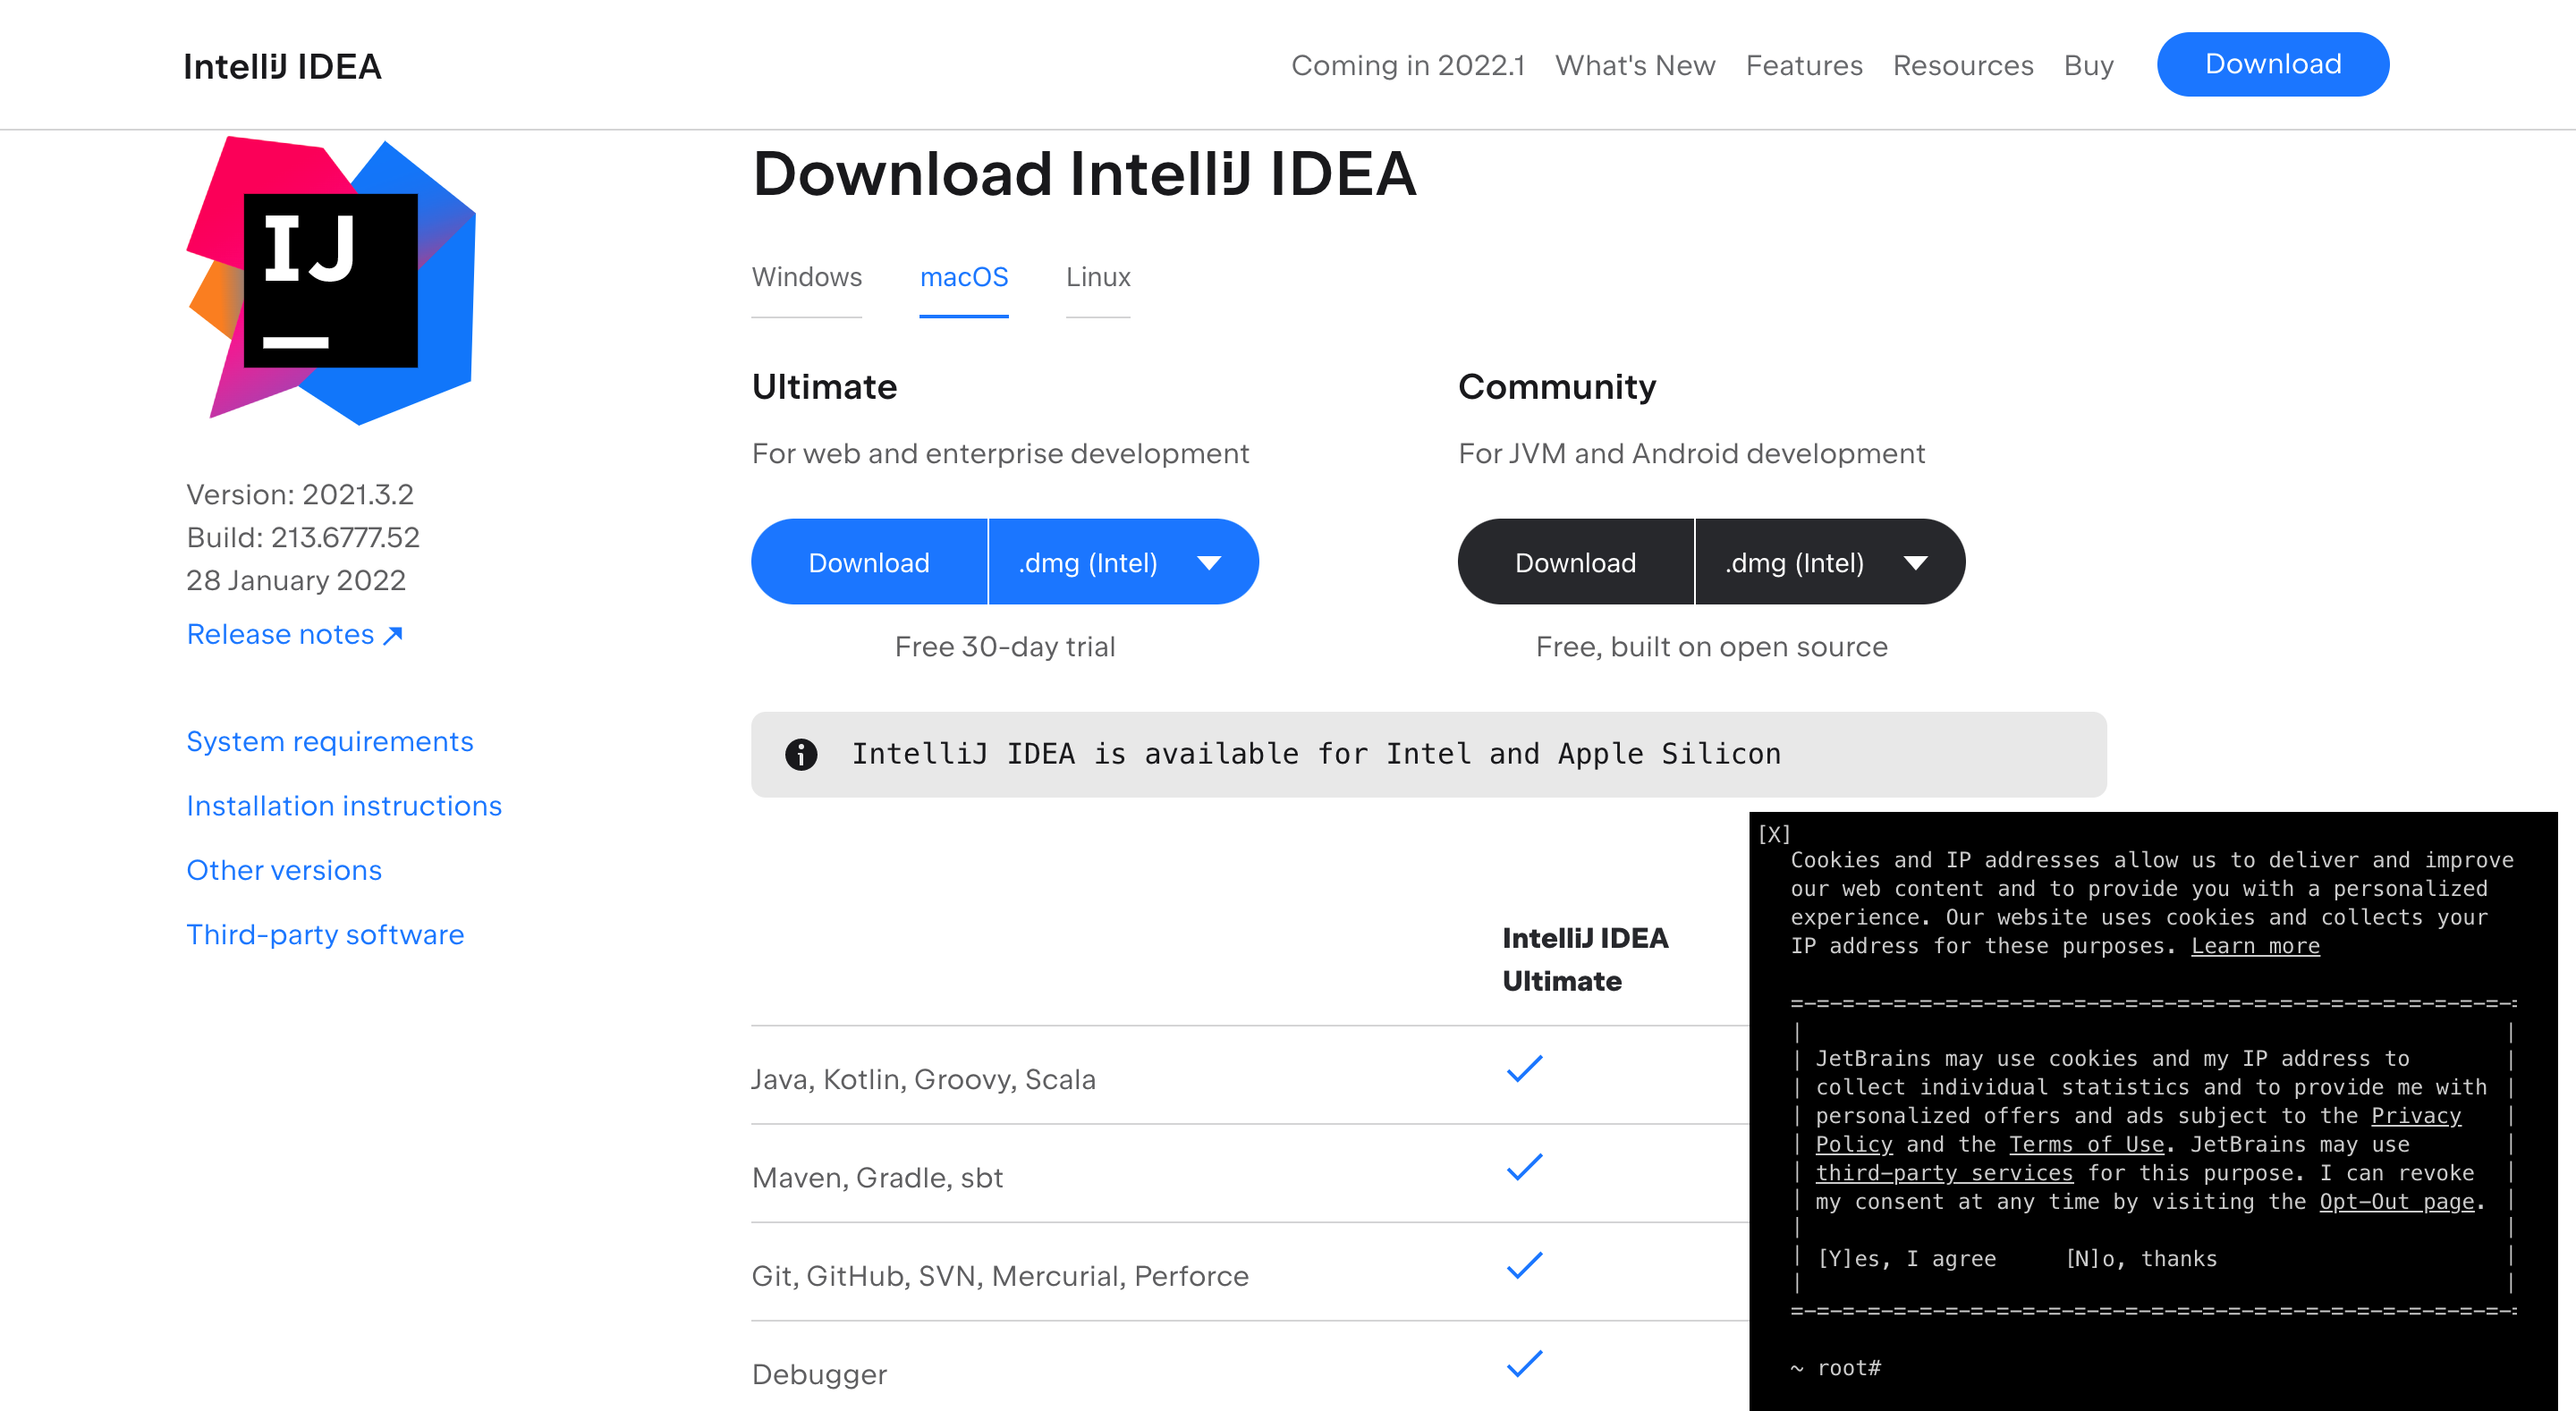 IntelliJ IDEA
Coming in 2022.1 What's New Features Resources Buy Download
IJ
Version: 2021.3.2
Build: 213.6777.52
28 January 2022
Release notes ↗
System requirements
Installation instructions
Other versions
Third-party software
Download IntelliJ IDEA
Windows macOS Linux
Ultimate
For web and enterprise development
Download .dmg (Intel)
Free 30-day trial
Community
For JVM and Android development
Download .dmg (Intel)
Free, built on open source
IntelliJ IDEA is available for Intel and Apple Silicon
IntelliJ IDEA
Ultimate
Java, Kotlin, Groovy, Scala
Maven, Gradle, sbt
Git, GitHub, SVN, Mercurial, Perforce
Debugger
[X]
Cookies and IP addresses allow us to deliver and improve
our web content and to provide you with a personalized
experience. Our website uses cookies and collects your
IP address for these purposes. Learn more
JetBrains may use cookies and my IP address to
collect individual statistics and to provide me with
personalized offers and ads subject to the Privacy
Policy and the Terms of Use. JetBrains may use
third-party services for this purpose. I can revoke
my consent at any time by visiting the Opt-Out page.
[Y]es, I agree [N]o, thanks
~ root#